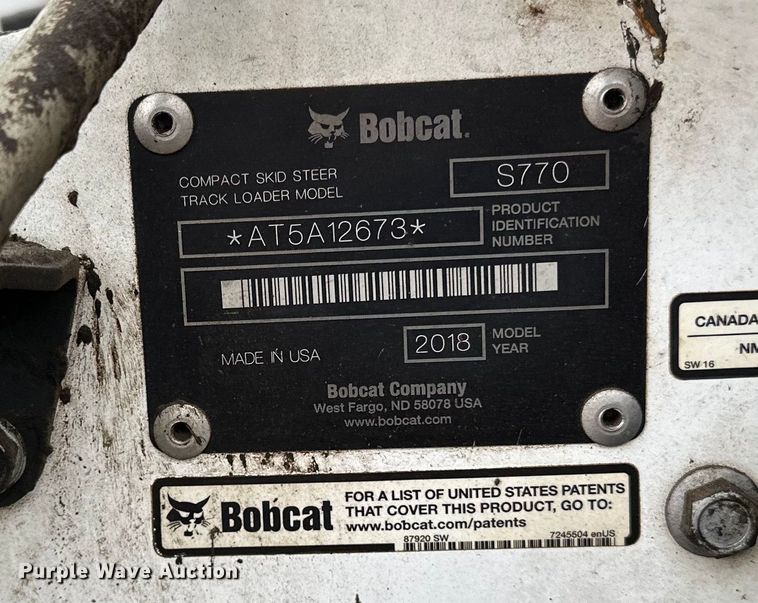 Bobcat.
COMPACT SKID STEER
TRACK LOADER MODEL
S770
*AT5A12673*
PRODUCT
IDENTIFICATION
NUMBER
MADE IN USA
2018
MODEL
YEAR
Bobcat Company
West Fargo, ND 58078 USA
www.bobcat.com
CANADA
NM
SW 16
Bobcat
FOR A LIST OF UNITED STATES PATENTS
THAT COVER THIS PRODUCT, GO TO:
www.bobcat.com/patents
87920 SW
7245504 enUS
Purple Wave Auction